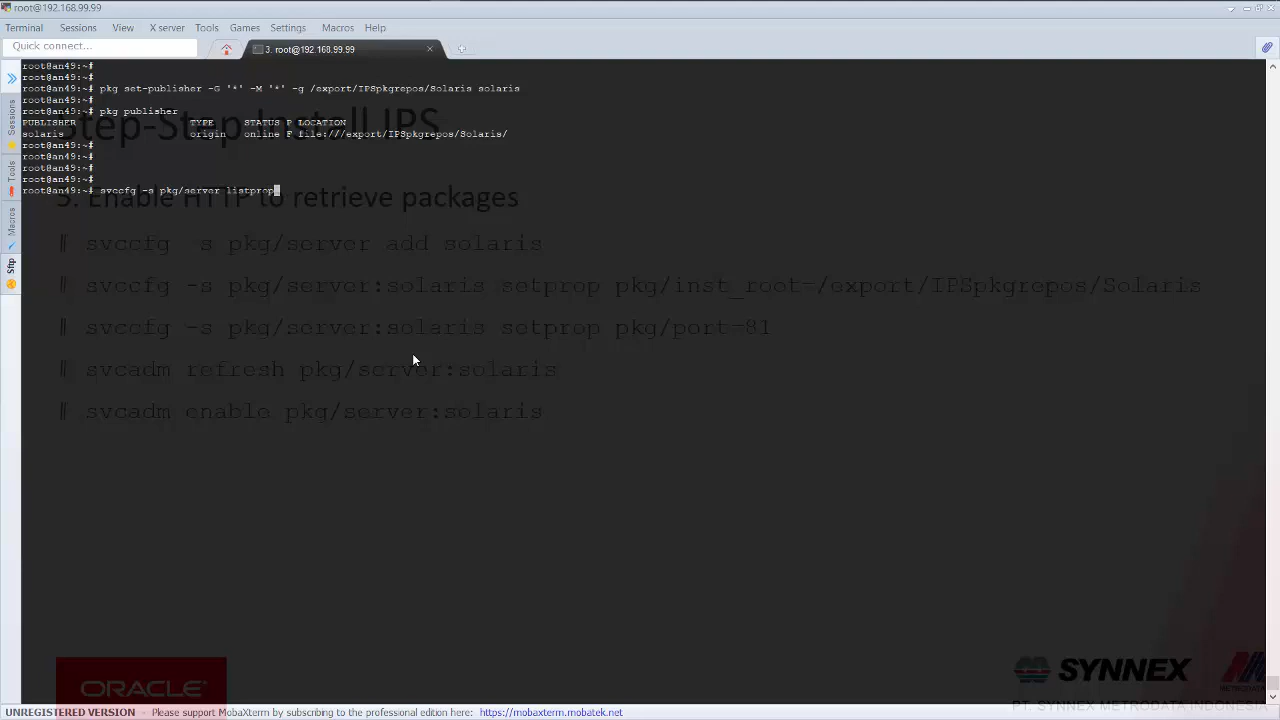 root@192.168.99.99
Terminal Sessions View X server Tools Games Settings Macros Help
Quick connect...
3. root@192.168.99.99
Sessions
Tools
Macros
Sftp
root@an49:~#
root@an49:~#
root@an49:~# pkg set-publisher -G '*' -M '*' -g /export/IPSpkgrepos/Solaris solaris
root@an49:~#
root@an49:~# pkg publisher
PUBLISHER TYPE STATUS P LOCATION
solaris origin online F file:///export/IPSpkgrepos/Solaris/
root@an49:~#
root@an49:~#
root@an49:~#
root@an49:~#
root@an49:~# svccfg -s pkg/server listprop
Step-Step Install IPS
3. Enable HTTP to retrieve packages
# svccfg -s pkg/server add solaris
# svccfg -s pkg/server:solaris setprop pkg/inst_root=/export/IPSpkgrepos/Solaris
# svccfg -s pkg/server:solaris setprop pkg/port=81
# svcadm refresh pkg/server:solaris
# svcadm enable pkg/server:solaris
ORACLE
SYNNEX
METRODATA
PT. SYNNEX METRODATA INDONESIA
UNREGISTERED VERSION - Please support MobaXterm by subscribing to the professional edition here: https://mobaxterm.mobatek.net